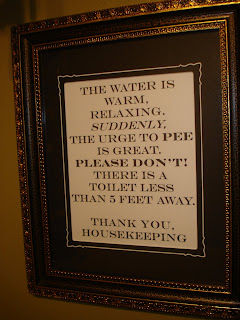 THE WATER IS
WARM,
RELAXING.
SUDDENLY,
THE URGE TO PEE
IS GREAT.
PLEASE DON'T!
THERE IS A
TOILET LESS
THAN 5 FEET AWAY.
THANK YOU,
HOUSEKEEPING